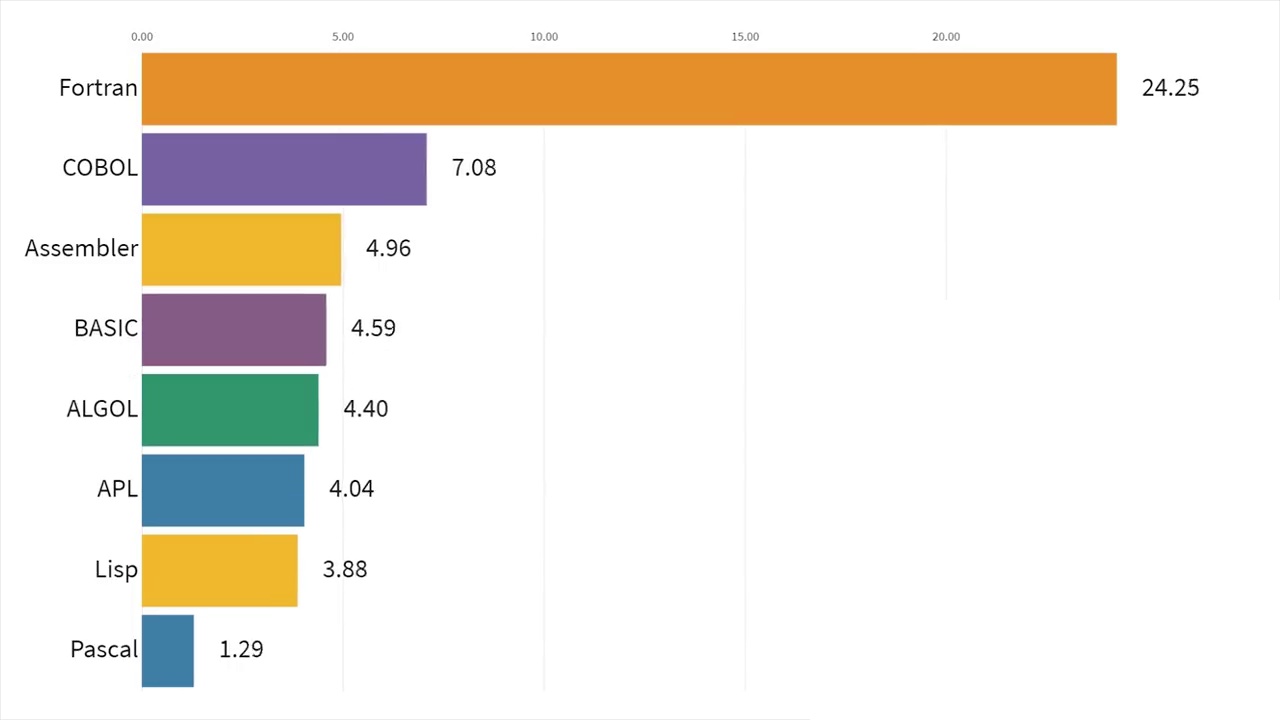 0.00 5.00 10.00 15.00 20.00
Fortran 24.25
COBOL 7.08
Assembler 4.96
BASIC 4.59
ALGOL 4.40
APL 4.04
Lisp 3.88
Pascal 1.29